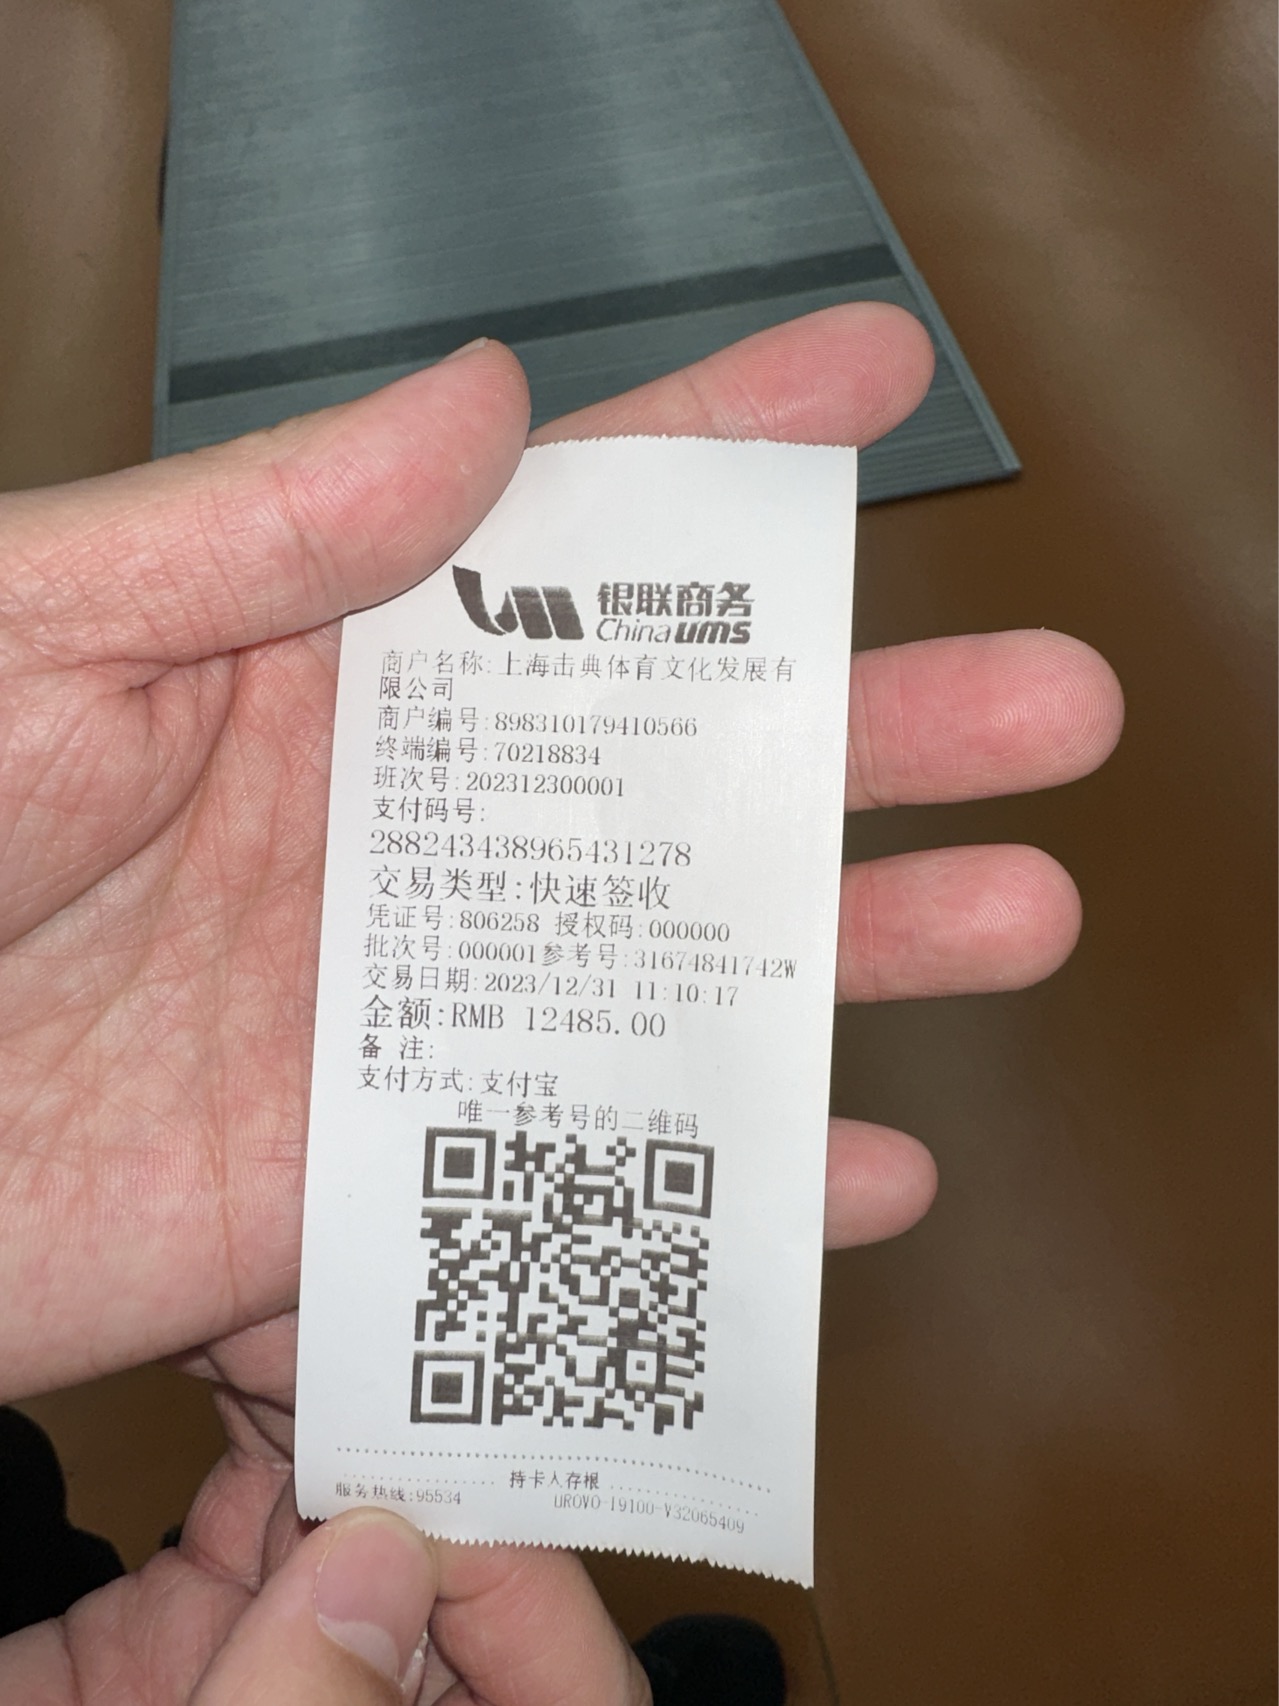 银联商务
China ums
商户名称:上海击典体育文化发展有
限公司
商户编号:898310179410566
终端编号:70218834
班次号:202312300001
支付码号:
288243438965431278
交易类型:快速签收
凭证号:806258 授权码:000000
批次号:000001参考号:31674841742W
交易日期:2023/12/31 11:10:17
金额:RMB 12485.00
备 注:
支付方式:支付宝
唯一参考号的二维码
持卡人存根
服务热线:95534 UROVO-I9100-V32065409